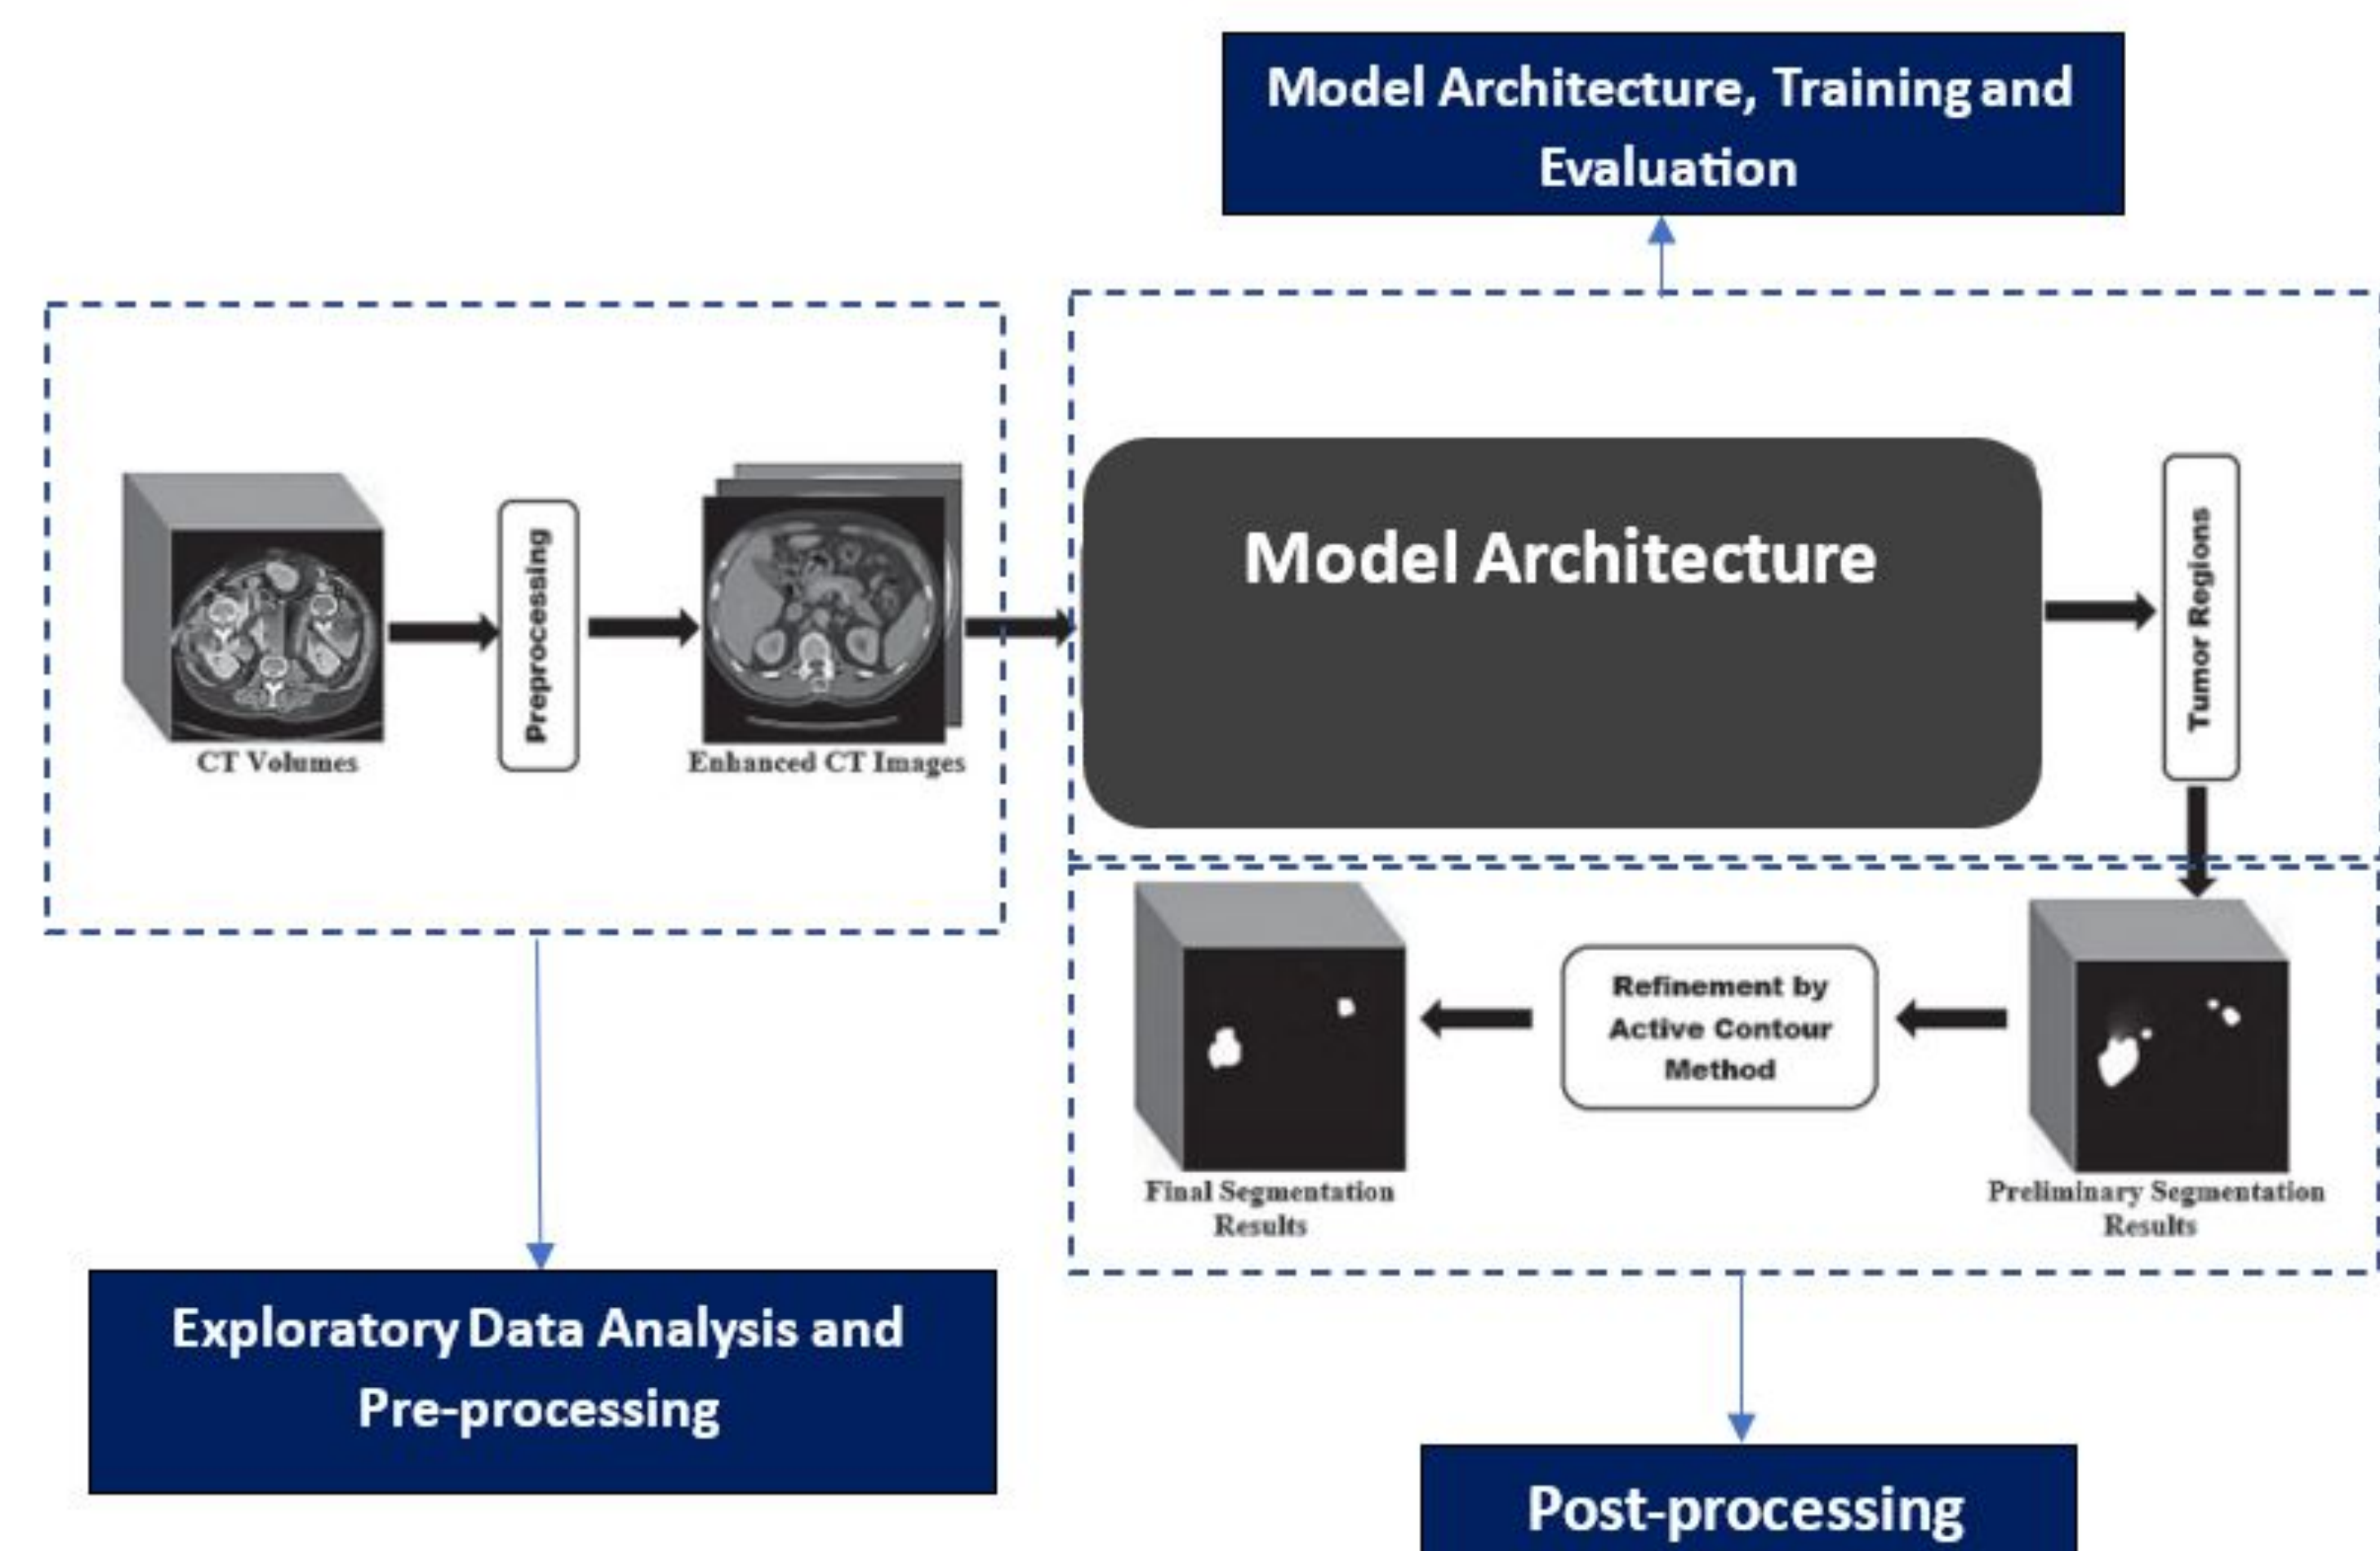 Model Architecture, Training and
Evaluation
Preprocessing
CT Volumes
Enhanced CT Images
Model Architecture
Tumor Regions
Refinement by
Active Contour
Method
Final Segmentation
Results
Preliminary Segmentation
Results
Exploratory Data Analysis and
Pre-processing
Post-processing